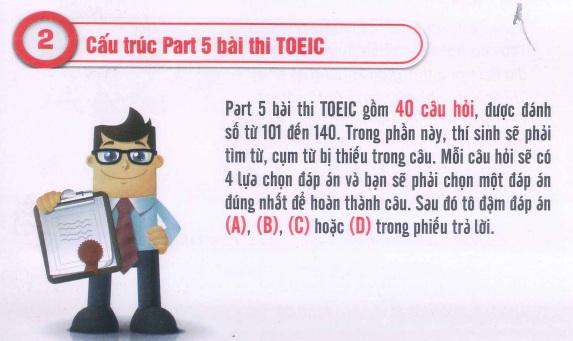 2
Cấu trúc Part 5 bài thi TOEIC
Part 5 bài thi TOEIC gồm 40 câu hỏi, được đánh
số từ 101 đến 140. Trong phần này, thí sinh sẽ phải
tìm từ, cụm từ bị thiếu trong câu. Mỗi câu hỏi sẽ có
4 lựa chọn đáp án và bạn sẽ phải chọn một đáp án
đúng nhất để hoàn thành câu. Sau đó tô đậm đáp án
(A), (B), (C) hoặc (D) trong phiếu trả lời.